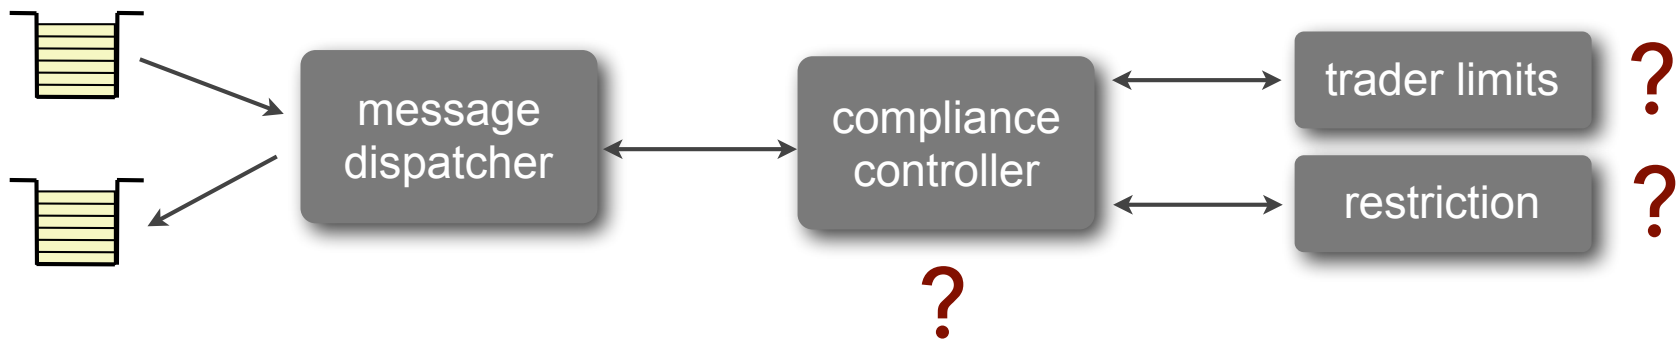 message
dispatcher
compliance
controller
?
trader limits
?
restriction
?